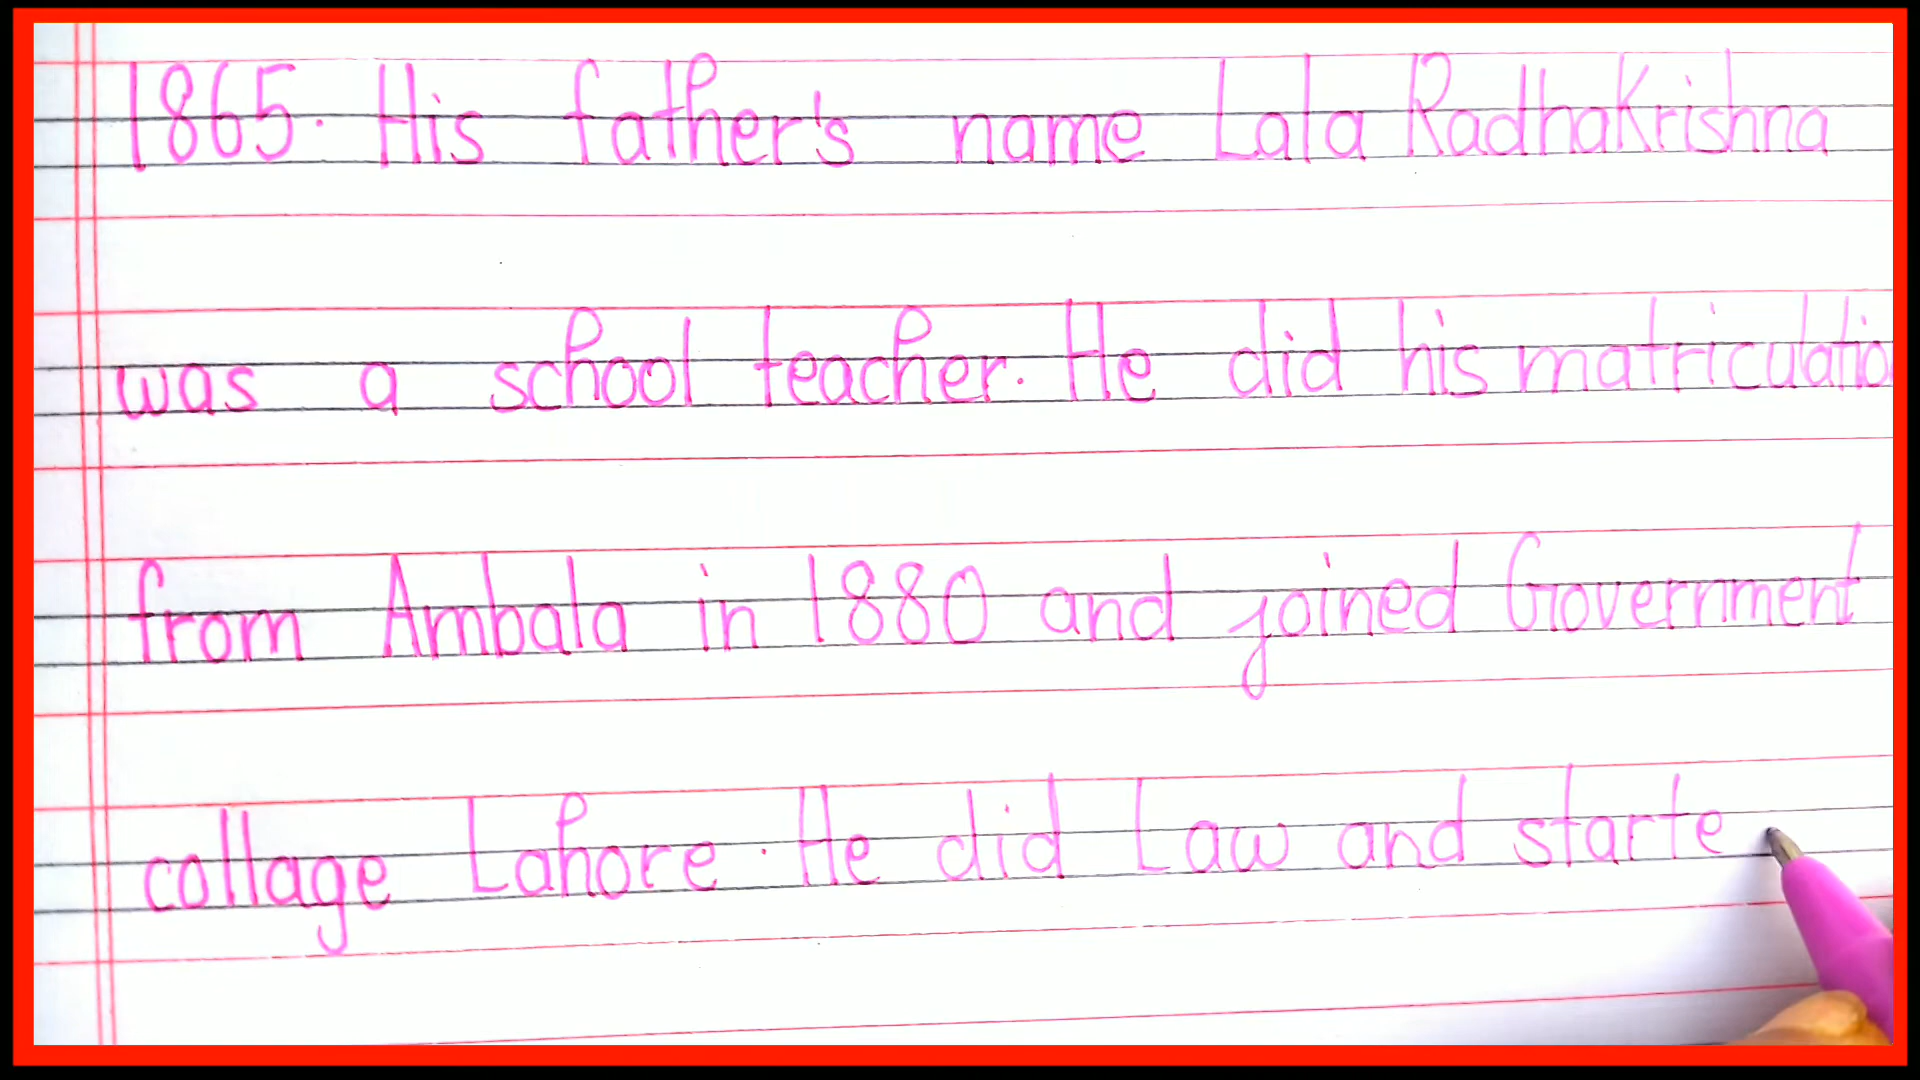 1865. His father's name Lala RadhaKrishna
was a school teacher. He did his matriculatio
from Ambala in 1880 and joined Government
collage Lahore. He did Law and starte